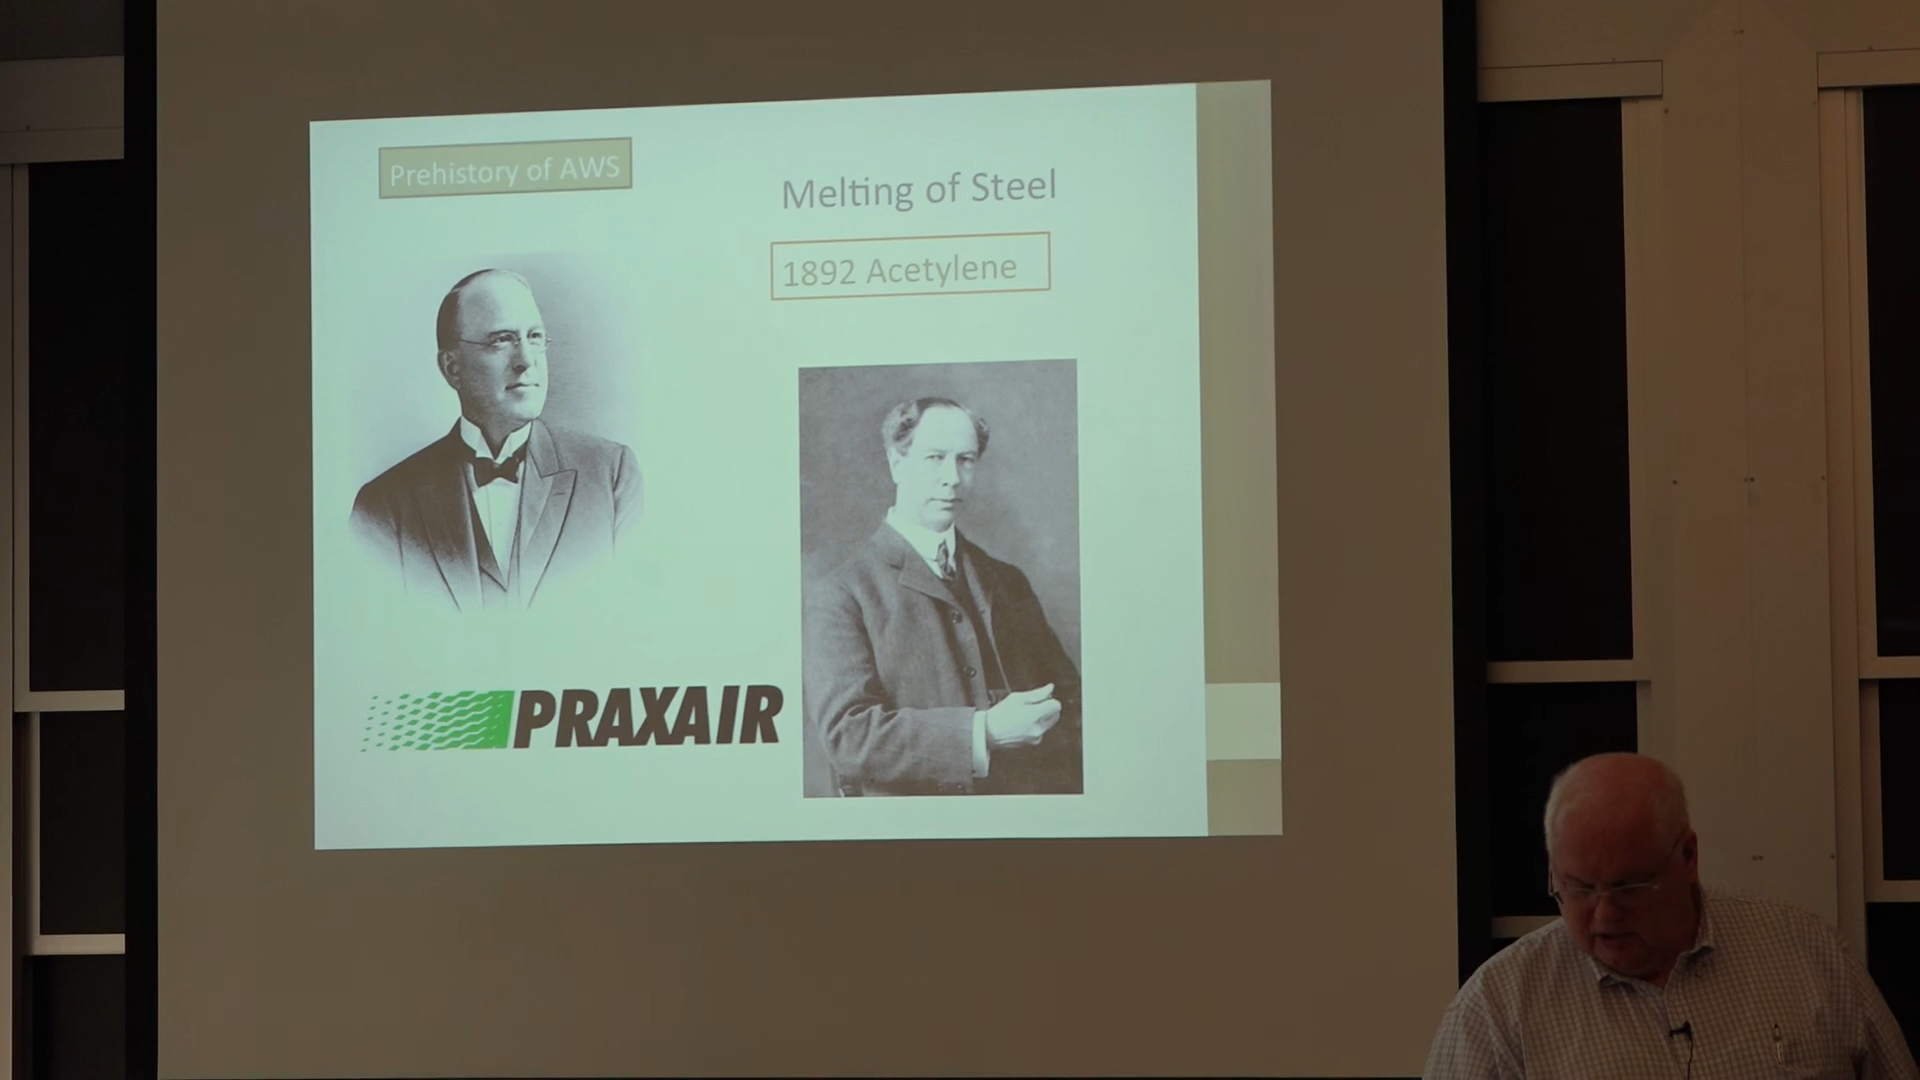 Prehistory of AWS
Melting of Steel
1892 Acetylene
PRAXAIR